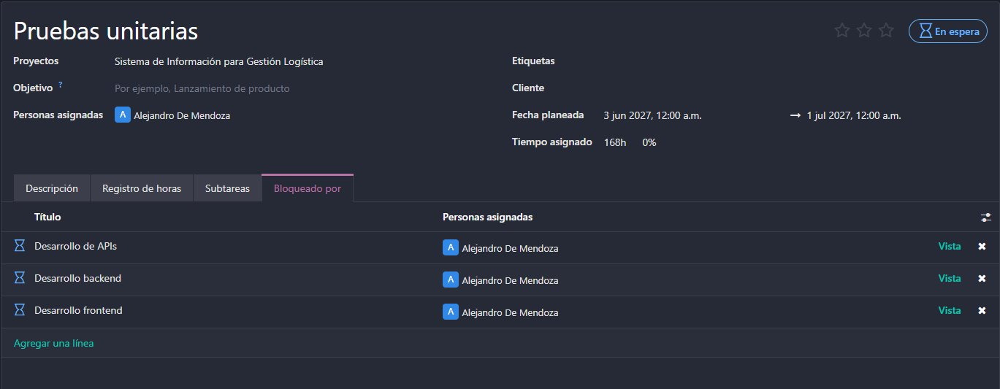 Pruebas unitarias
En espera
Proyectos Sistema de Información para Gestión Logística
Etiquetas
Objetivo ? Por ejemplo, Lanzamiento de producto
Cliente
Personas asignadas A Alejandro De Mendoza
Fecha planeada 3 jun 2027, 12:00 a.m. → 1 jul 2027, 12:00 a.m.
Tiempo asignado 168h 0%
Descripción Registro de horas Subtareas Bloqueado por
Título Personas asignadas
Desarrollo de APIs A Alejandro De Mendoza Vista
Desarrollo backend A Alejandro De Mendoza Vista
Desarrollo frontend A Alejandro De Mendoza Vista
Agregar una línea